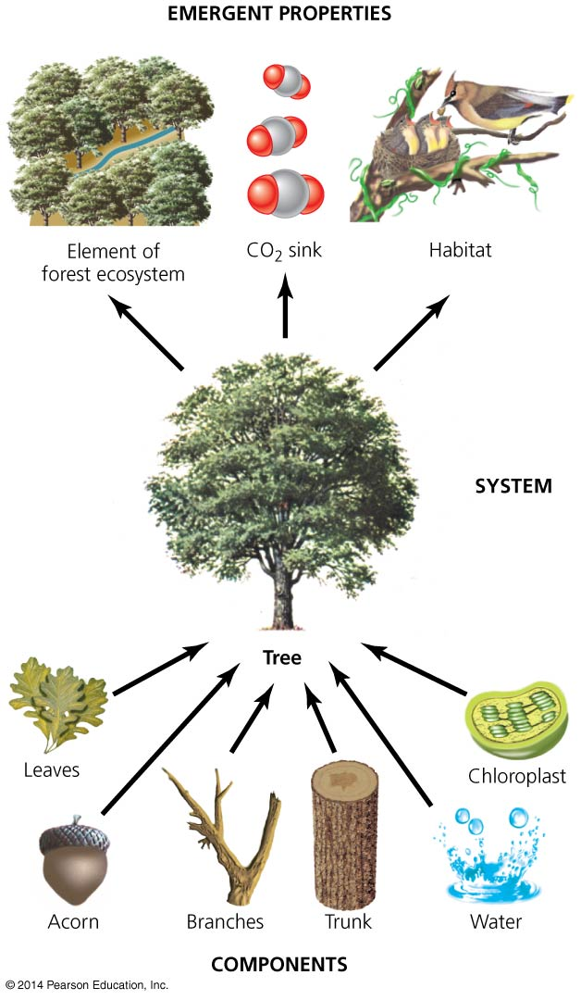 EMERGENT PROPERTIES
Element of
forest ecosystem
CO₂ sink
Habitat
SYSTEM
Tree
Leaves
Chloroplast
Acorn
Branches
Trunk
Water
COMPONENTS
© 2014 Pearson Education, Inc.